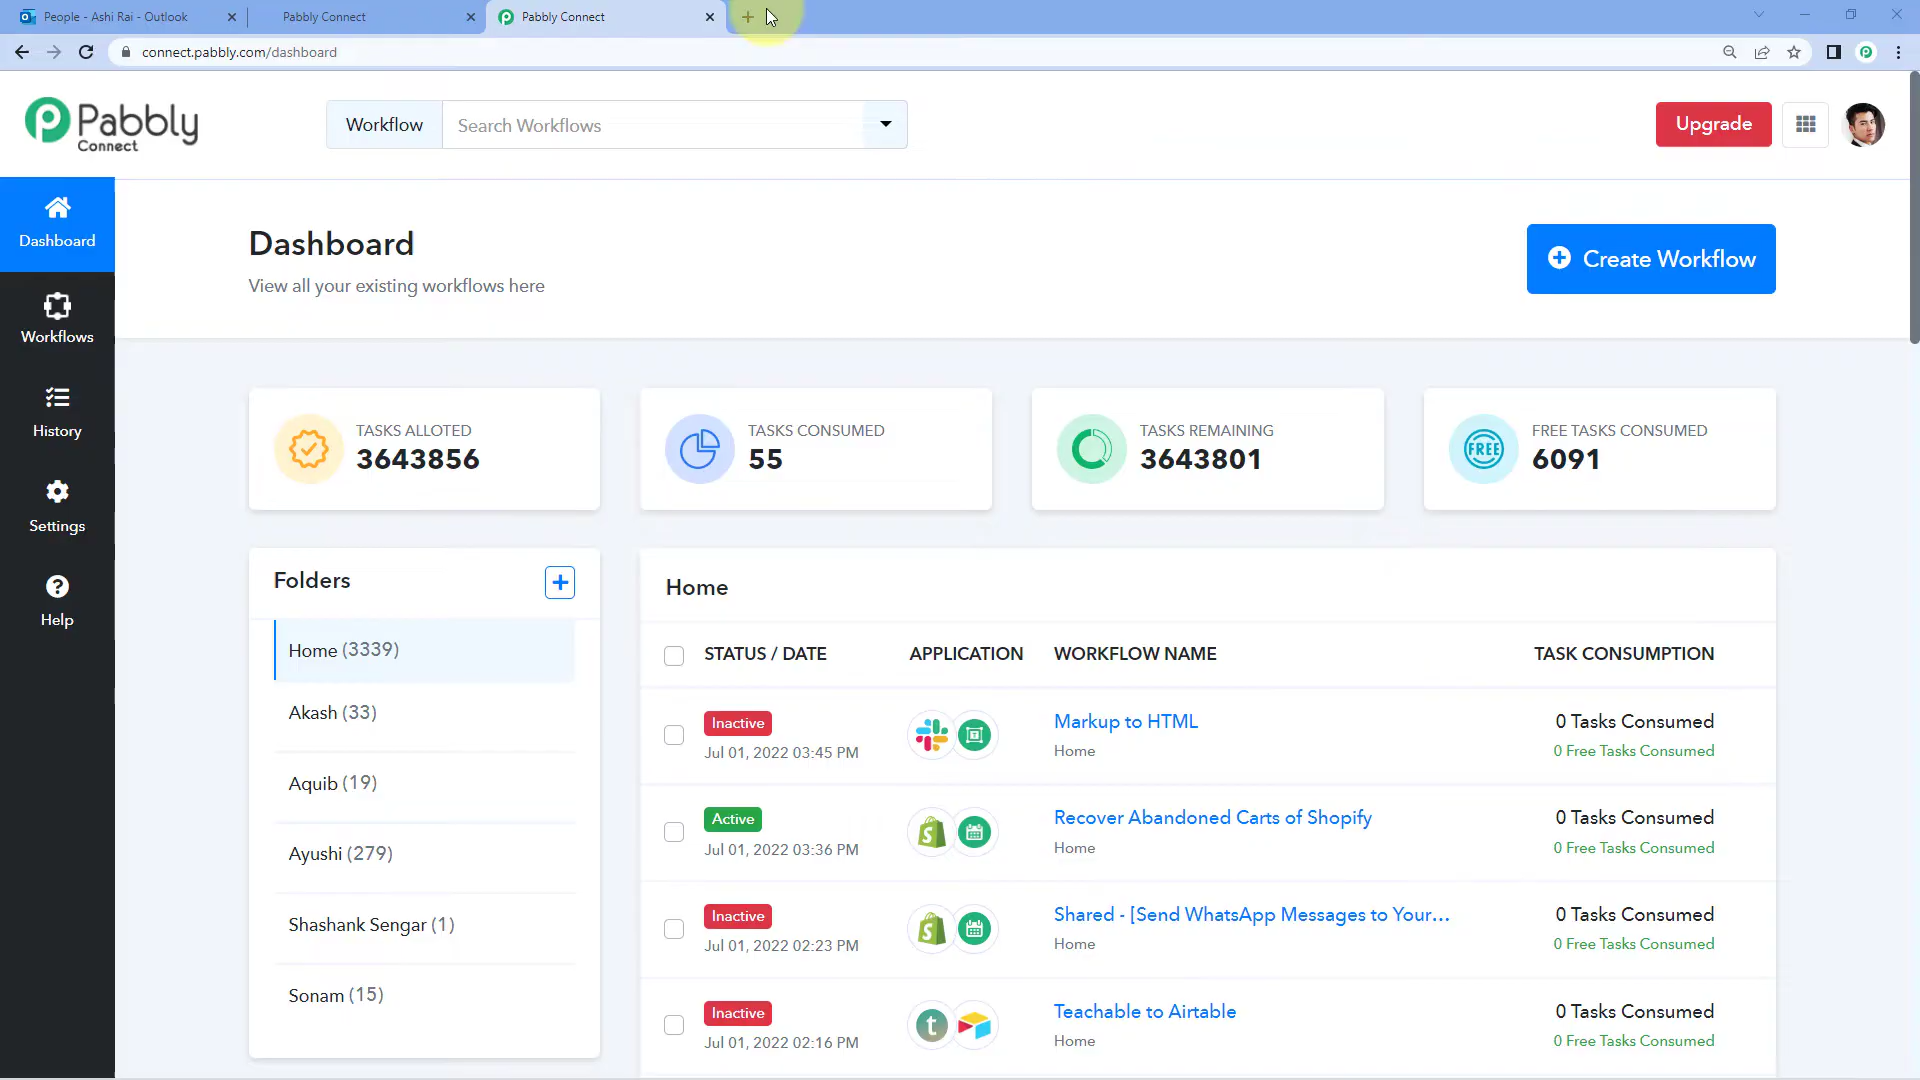 People - Ashi Rai - Outlook
Pabbly Connect
Pabbly Connect
connect.pabbly.com/dashboard
Pabbly
Connect
Workflow
Search Workflows
Upgrade
Dashboard
Workflows
History
Settings
Help
Dashboard
View all your existing workflows here
Create Workflow
TASKS ALLOTED
3643856
TASKS CONSUMED
55
TASKS REMAINING
3643801
FREE
FREE TASKS CONSUMED
6091
Folders
Home (3339)
Akash (33)
Aquib (19)
Ayushi (279)
Shashank Sengar (1)
Sonam (15)
Home
STATUS / DATE APPLICATION WORKFLOW NAME TASK CONSUMPTION
Inactive
Jul 01, 2022 03:45 PM
Markup to HTML
Home
0 Tasks Consumed
0 Free Tasks Consumed
Active
Jul 01, 2022 03:36 PM
Recover Abandoned Carts of Shopify
Home
0 Tasks Consumed
0 Free Tasks Consumed
Inactive
Jul 01, 2022 02:23 PM
Shared - [Send WhatsApp Messages to Your...
Home
0 Tasks Consumed
0 Free Tasks Consumed
Inactive
Jul 01, 2022 02:16 PM
t
Teachable to Airtable
Home
0 Tasks Consumed
0 Free Tasks Consumed